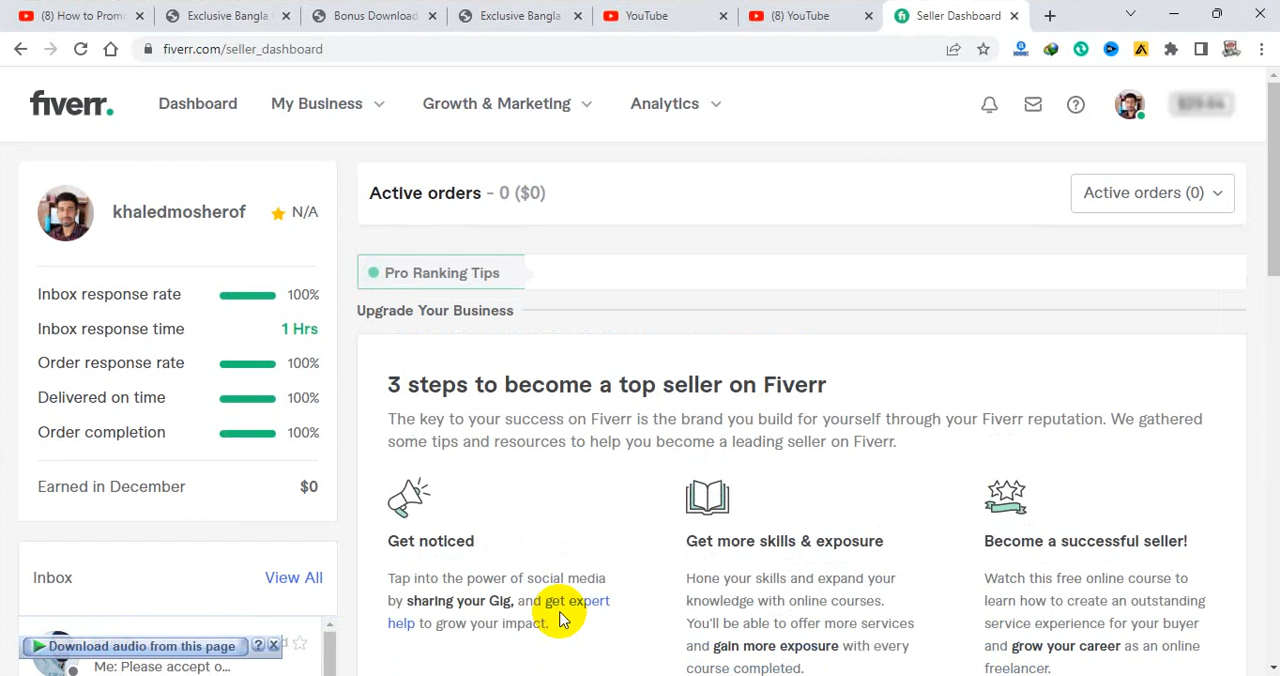 (8) How to Promo
Exclusive Bangla
Bonus Download
Exclusive Bangla
YouTube
(8) YouTube
Seller Dashboard
fiverr.com/seller_dashboard
fiverr.
Dashboard
My Business
Growth & Marketing
Analytics
khaledmosherof
N/A
Inbox response rate
100%
Inbox response time
1 Hrs
Order response rate
100%
Delivered on time
100%
Order completion
100%
Earned in December
$0
Inbox
View All
Download audio from this page
Me: Please accept o...
Active orders - 0 ($0)
Active orders (0)
Pro Ranking Tips
Upgrade Your Business
3 steps to become a top seller on Fiverr
The key to your success on Fiverr is the brand you build for yourself through your Fiverr reputation. We gathered
some tips and resources to help you become a leading seller on Fiverr.
Get noticed
Tap into the power of social media
by sharing your Gig, and get expert
help to grow your impact.
Get more skills & exposure
Hone your skills and expand your
knowledge with online courses.
You'll be able to offer more services
and gain more exposure with every
course completed.
Become a successful seller!
Watch this free online course to
learn how to create an outstanding
service experience for your buyer
and grow your career as an online
freelancer.